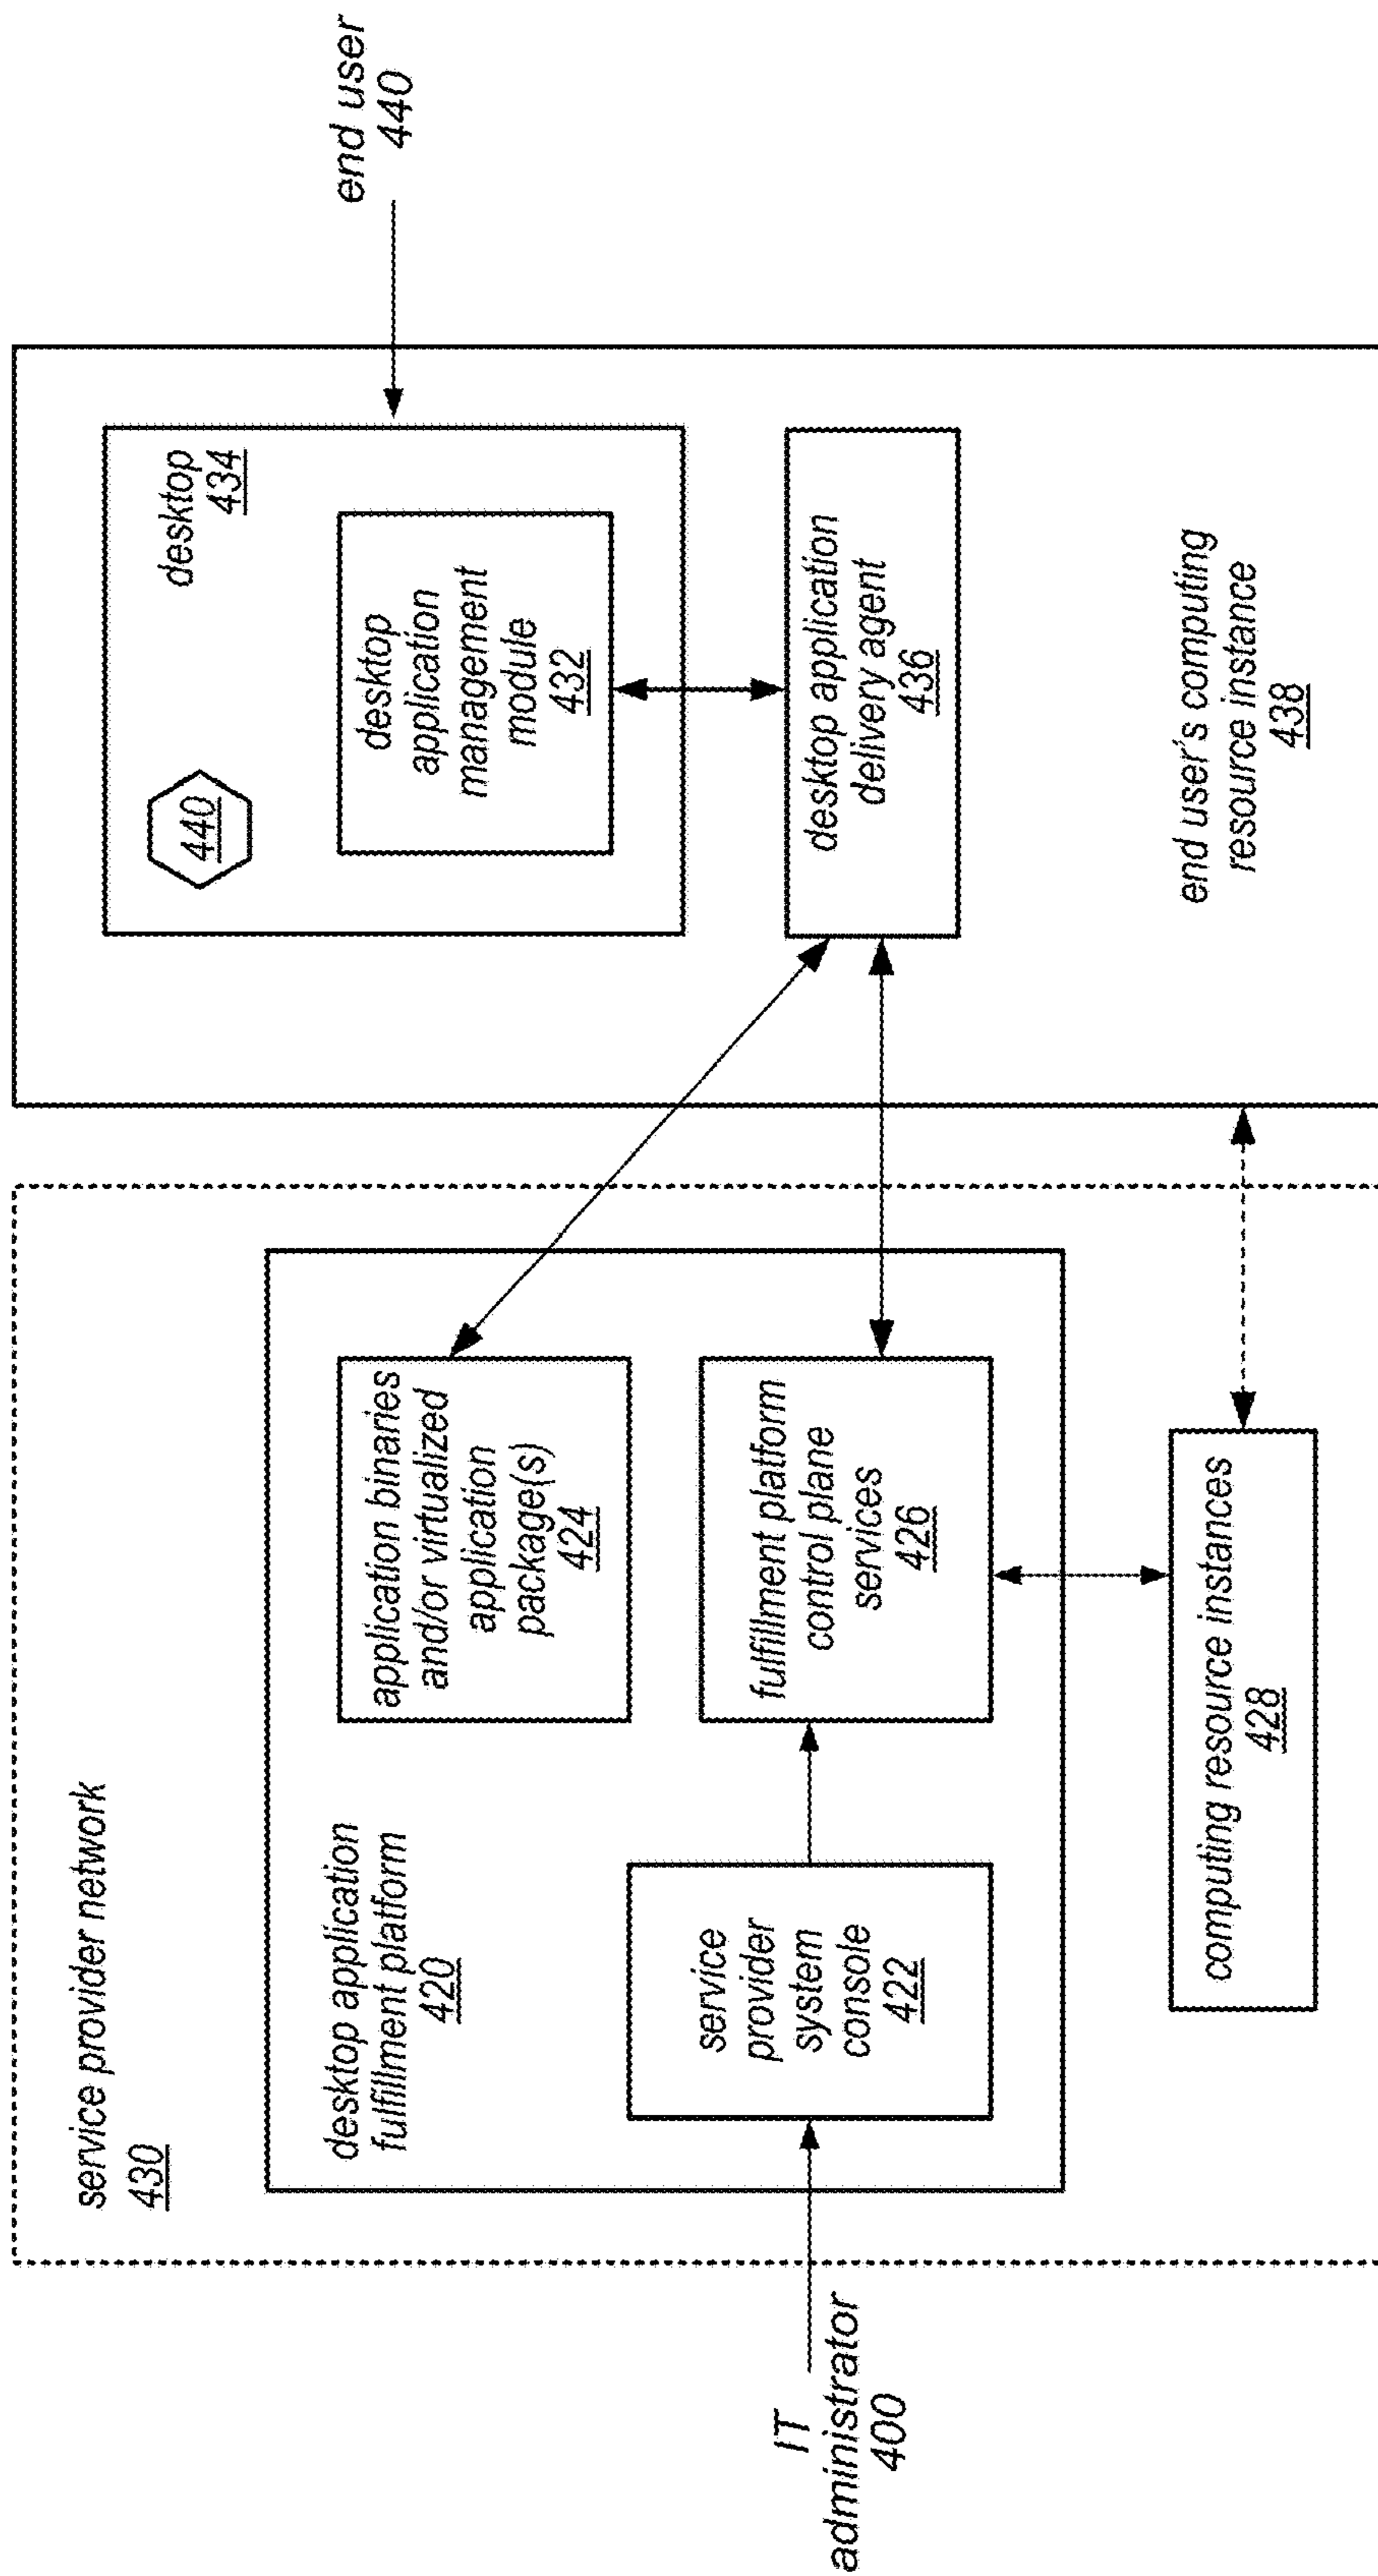 service provider network
430
desktop application
fulfillment platform
420
service
provider
system
console
422
application binaries
and/or virtualized
application
package(s)
424
fulfillment platform
control plane
services
426
computing resource instances
428
IT
administrator
400
desktop
434
440
desktop
application
management
module
432
desktop application
delivery agent
436
end user's computing
resource instance
438
end user
440